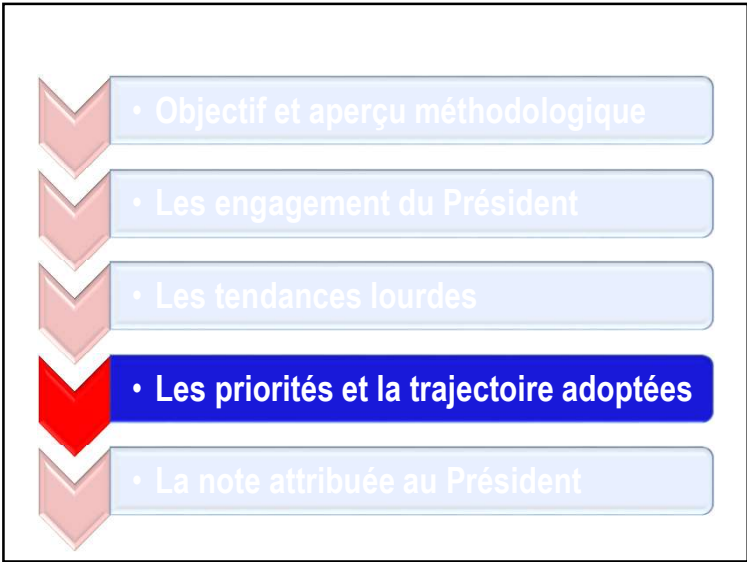 • Objectif et aperçu méthodologique
• Les engagement du Président
• Les tendances lourdes
• Les priorités et la trajectoire adoptées
• La note attribuée au Président